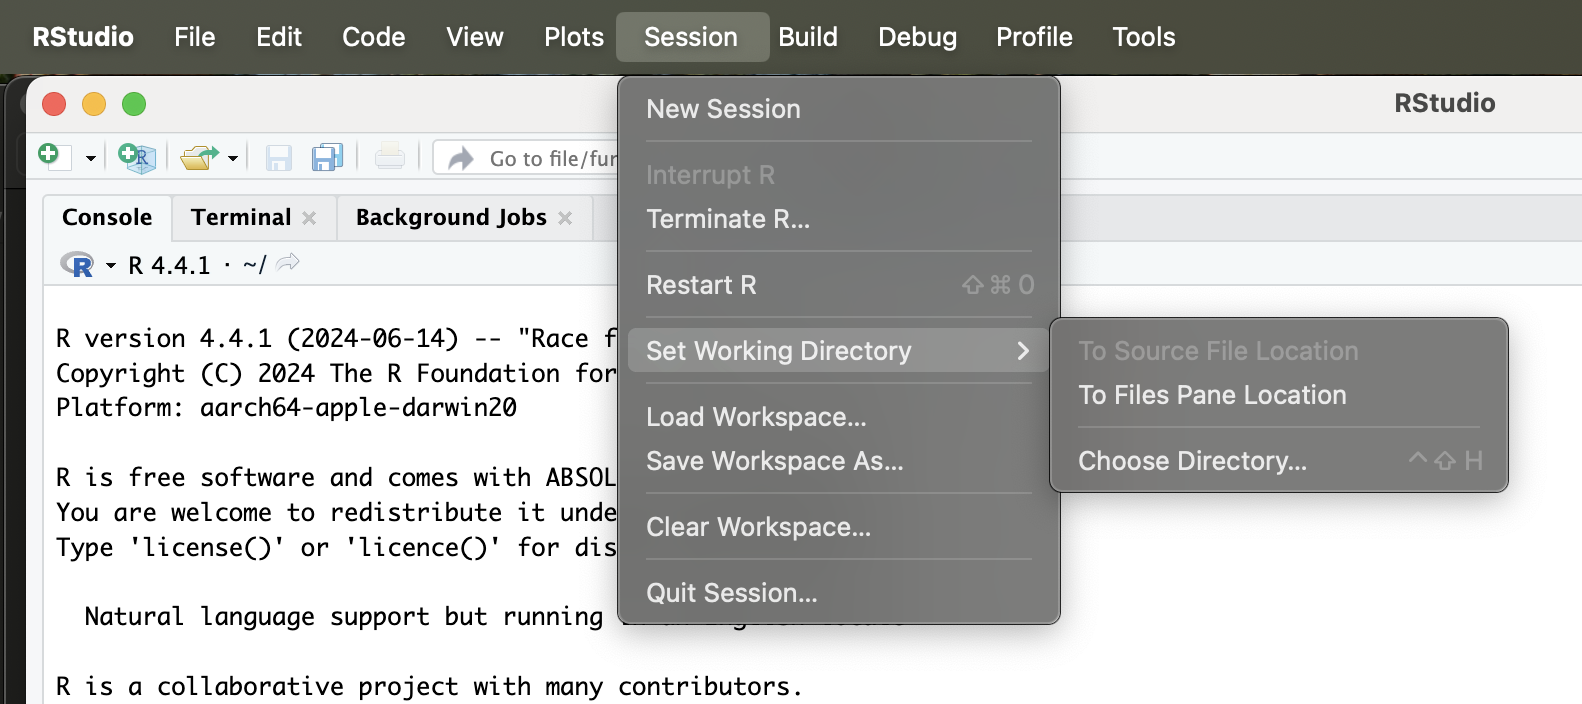 RStudio File Edit Code View Plots Session Build Debug Profile Tools
RStudio
Go to file/fun
New Session
Interrupt R
Terminate R...
Restart R ⇧⌘0
Set Working Directory >
Load Workspace...
Save Workspace As...
Clear Workspace...
Quit Session...
To Source File Location
To Files Pane Location
Choose Directory... ^⇧H
Console Terminal × Background Jobs ×
R R 4.4.1 · ~/
R version 4.4.1 (2024-06-14) -- "Race f
Copyright (C) 2024 The R Foundation for
Platform: aarch64-apple-darwin20
R is free software and comes with ABSOL
You are welcome to redistribute it unde
Type 'license()' or 'licence()' for dis
Natural language support but running
R is a collaborative project with many contributors.